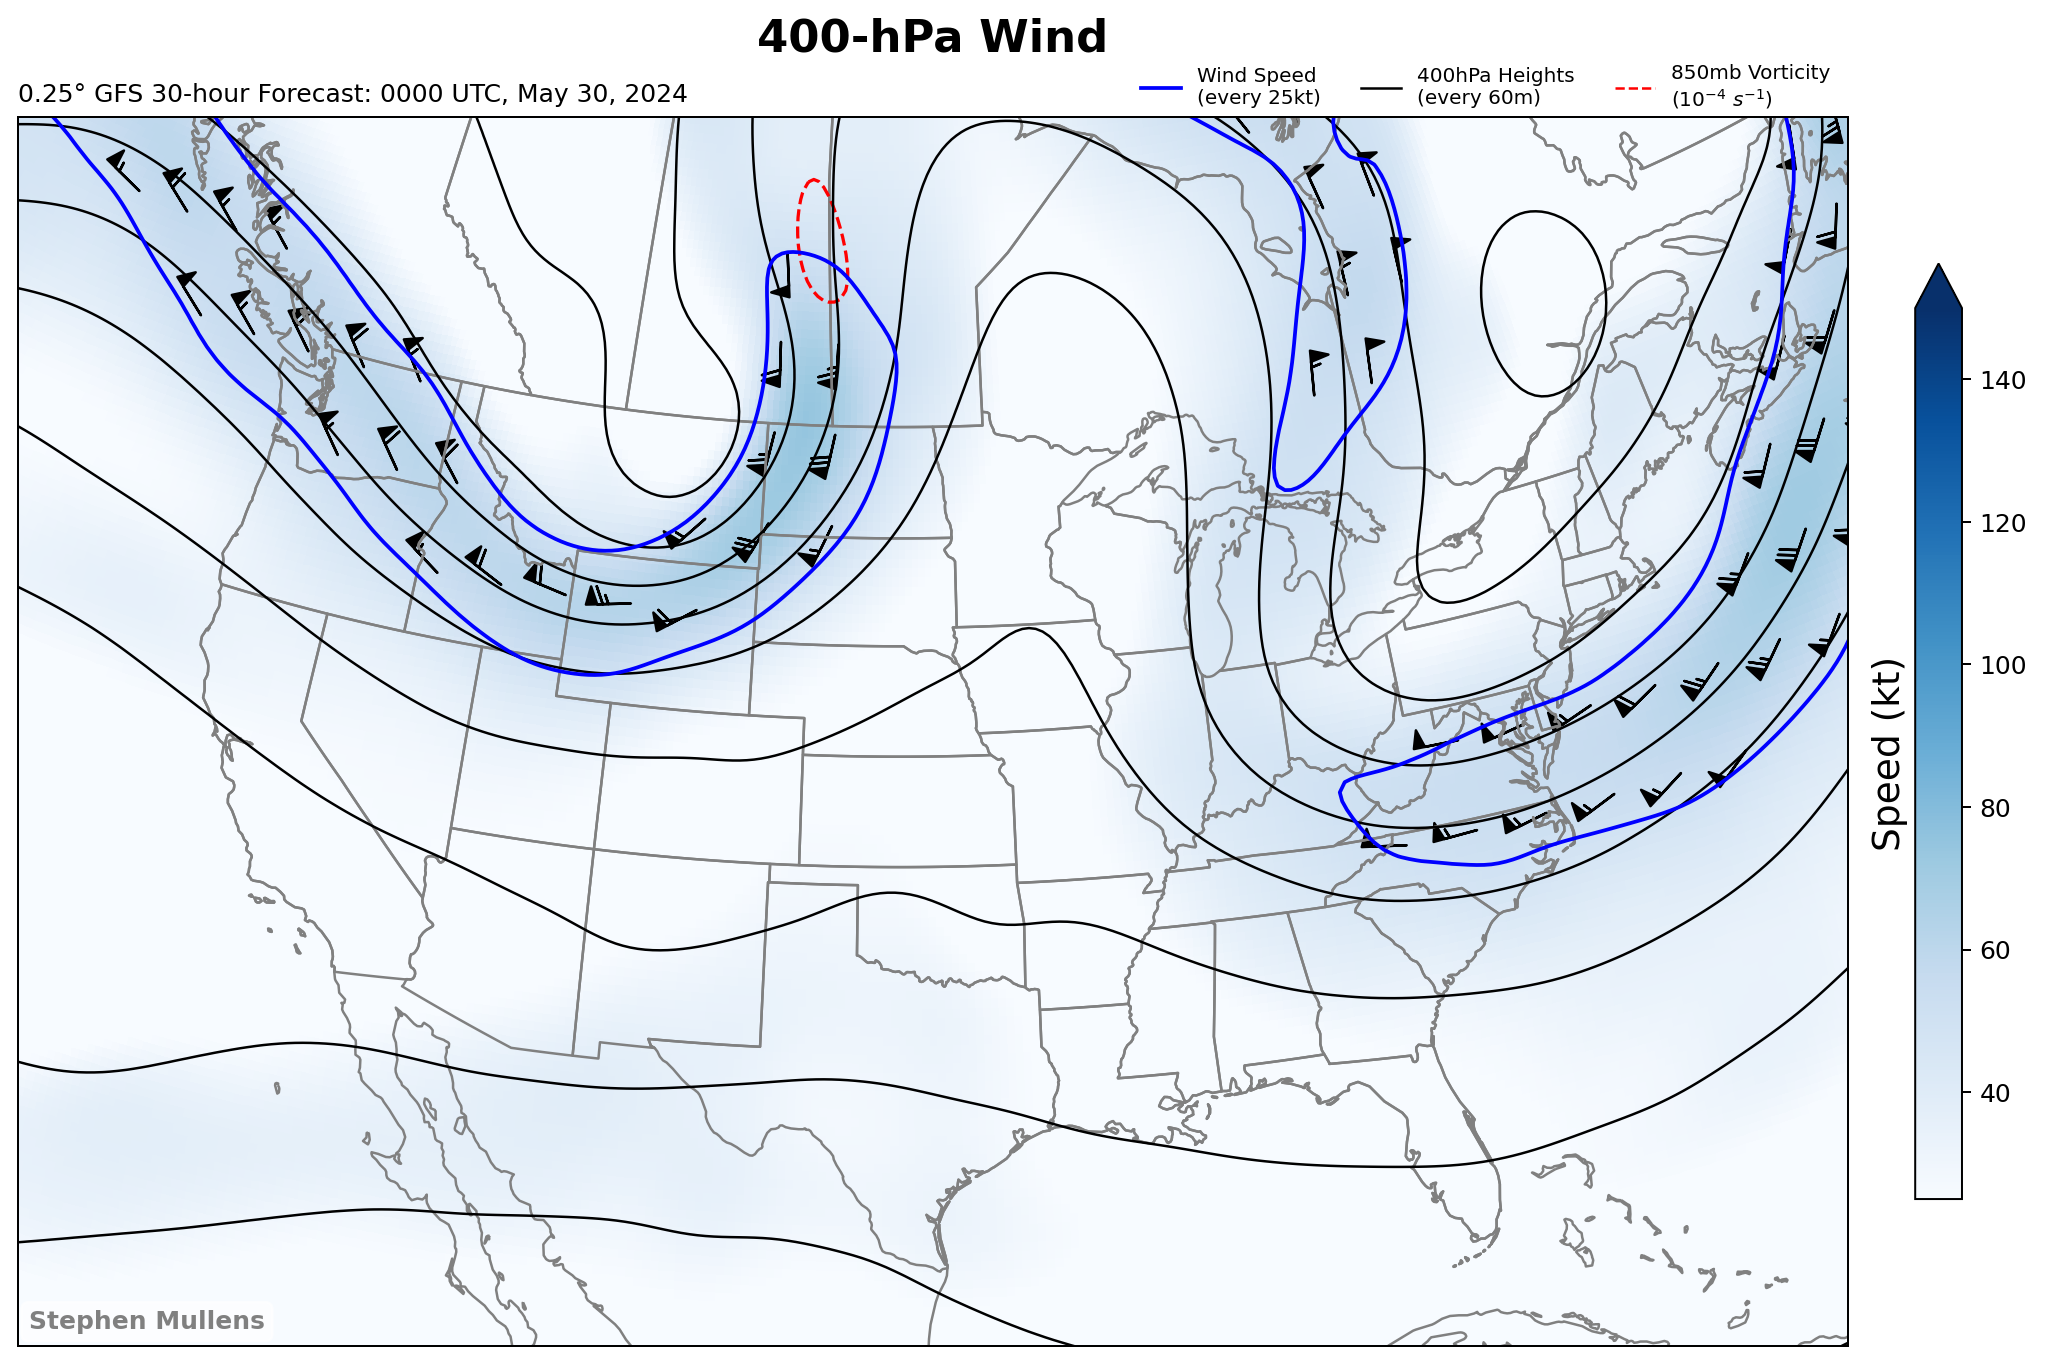 400-hPa Wind
0.25° GFS 30-hour Forecast: 0000 UTC, May 30, 2024
Wind Speed
(every 25kt)
400hPa Heights
(every 60m)
850mb Vorticity
(10⁻⁴ s⁻¹)
140
120
100
80
60
40
Speed (kt)
Stephen Mullens